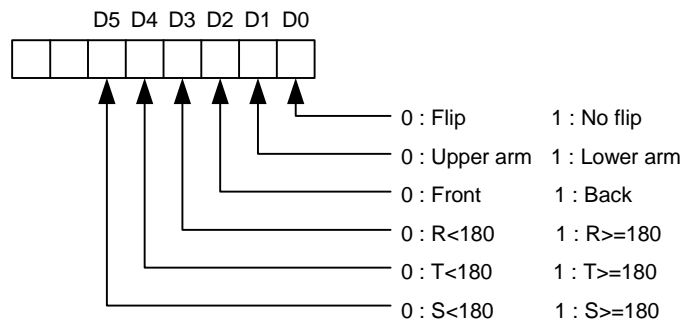 D5 D4 D3 D2 D1 D0
0 : Flip 1 : No flip
0 : Upper arm 1 : Lower arm
0 : Front 1 : Back
0 : R<180 1 : R>=180
0 : T<180 1 : T>=180
0 : S<180 1 : S>=180